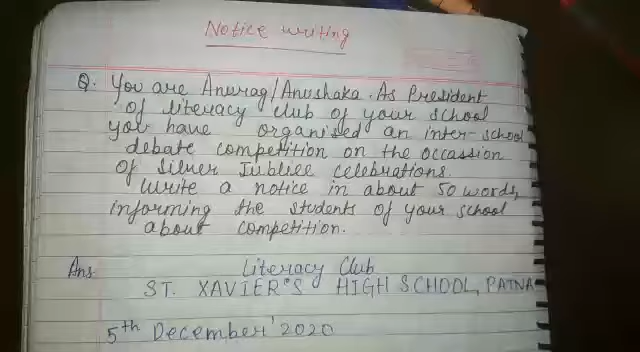 Notice writing
Q. You are Anurag/Anushaka. As President
of literacy club of your school
you have organised an inter-school
debate competition on the occassion
of Silver Jubliee celebrations.
Write a notice in about 50 words,
informing the students of your school
about competition.
Ans Literacy Club
ST. XAVIER'S HIGH SCHOOL, PATNA
5th December' 2020